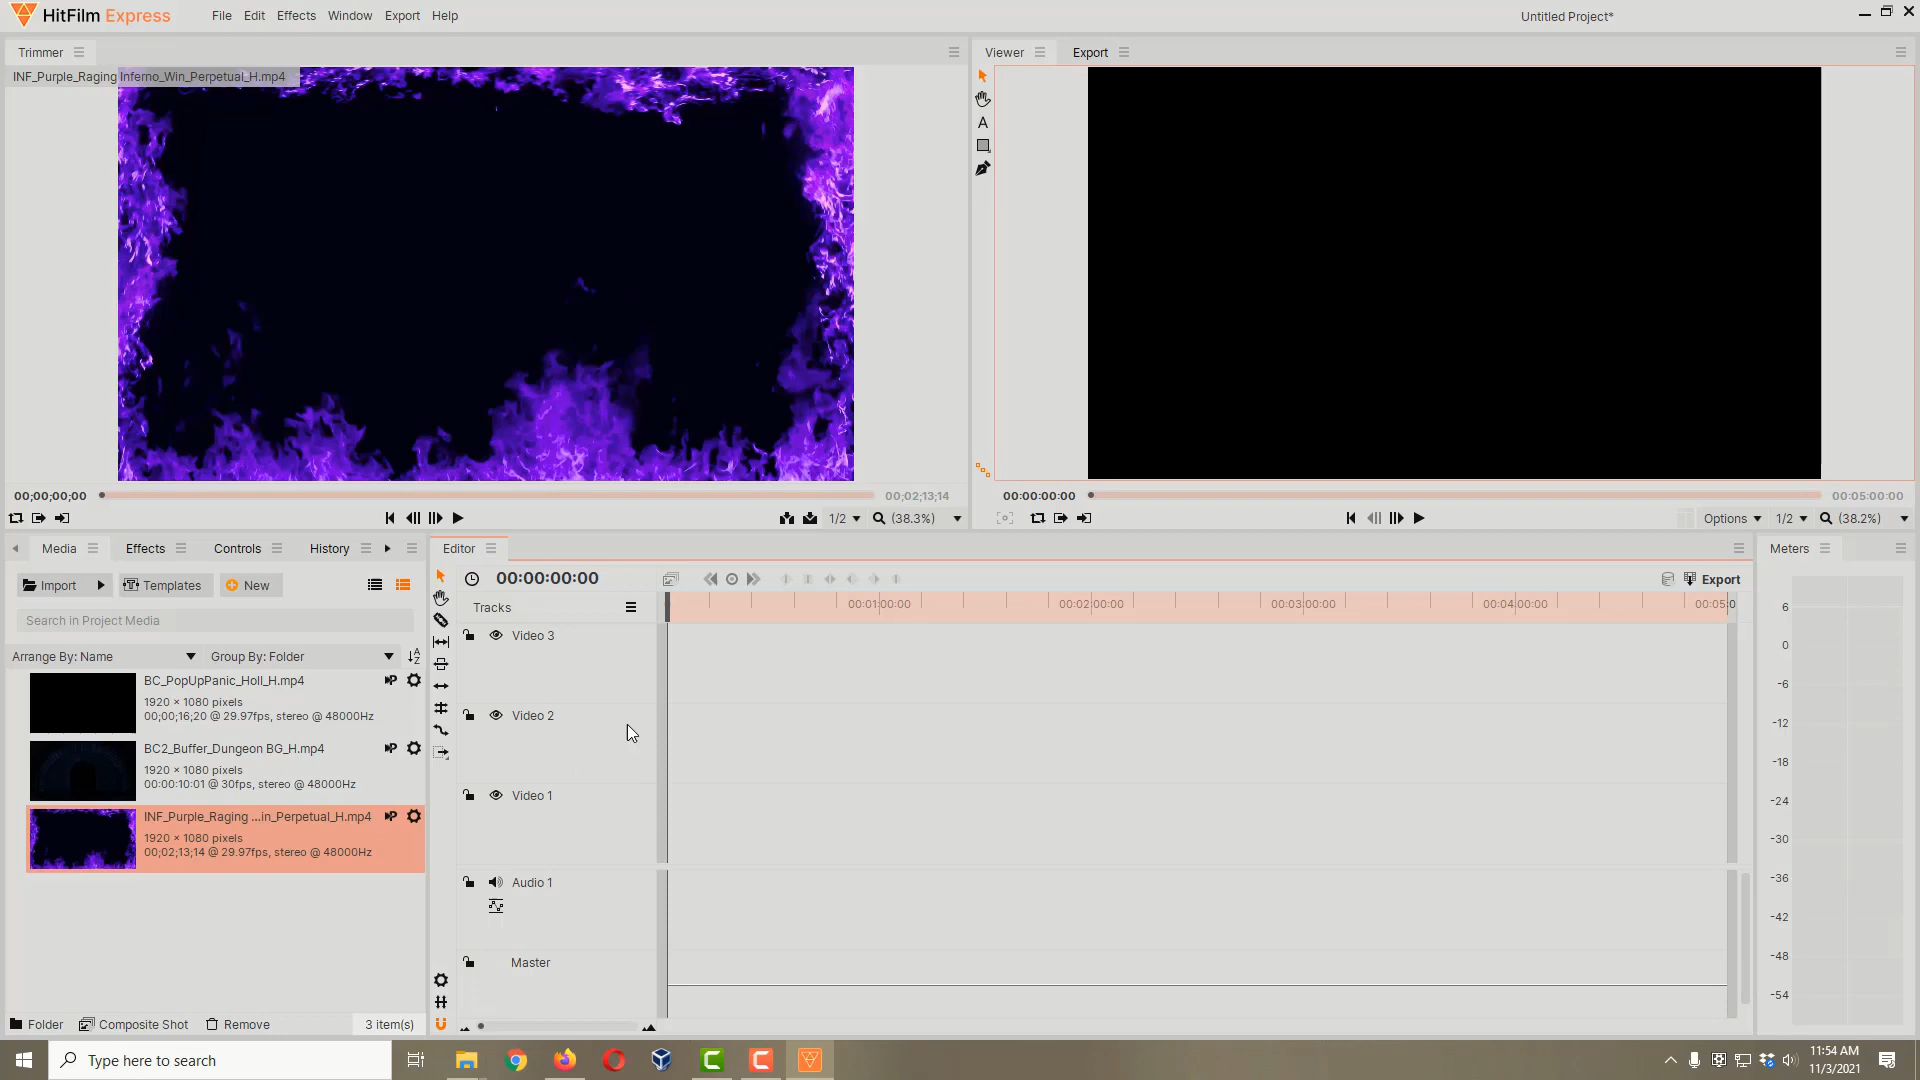 HitFilm Express
File Edit Effects Window Export Help
Untitled Project*
Trimmer
Viewer Export
INF_Purple_Raging Inferno_Win_Perpetual_H.mp4
A
00;00;00;00
00;02;13;14
00:00:00:00
00:05:00:00
1/2
(38.3%)
Options
1/2
(38.2%)
Media Effects Controls History
Editor
Meters
Import Templates New
00:00:00:00
Export
Search in Project Media
Tracks
00:01:00:00 00:02:00:00 00:03:00:00 00:04:00:00 00:05:0
Arrange By: Name
Group By: Folder
BC_PopUpPanic_Holl_H.mp4
1920 × 1080 pixels
00;00;16;20 @ 29.97fps, stereo @ 48000Hz
BC2_Buffer_Dungeon BG_H.mp4
1920 × 1080 pixels
00:00:10:01 @ 30fps, stereo @ 48000Hz
INF_Purple_Raging ...in_Perpetual_H.mp4
1920 × 1080 pixels
00;02;13;14 @ 29.97fps, stereo @ 48000Hz
Video 3
Video 2
Video 1
Audio 1
Master
6
0
-6
-12
-18
-24
-30
-36
-42
-48
-54
Folder Composite Shot Remove 3 item(s)
Type here to search
11:54 AM
11/3/2021